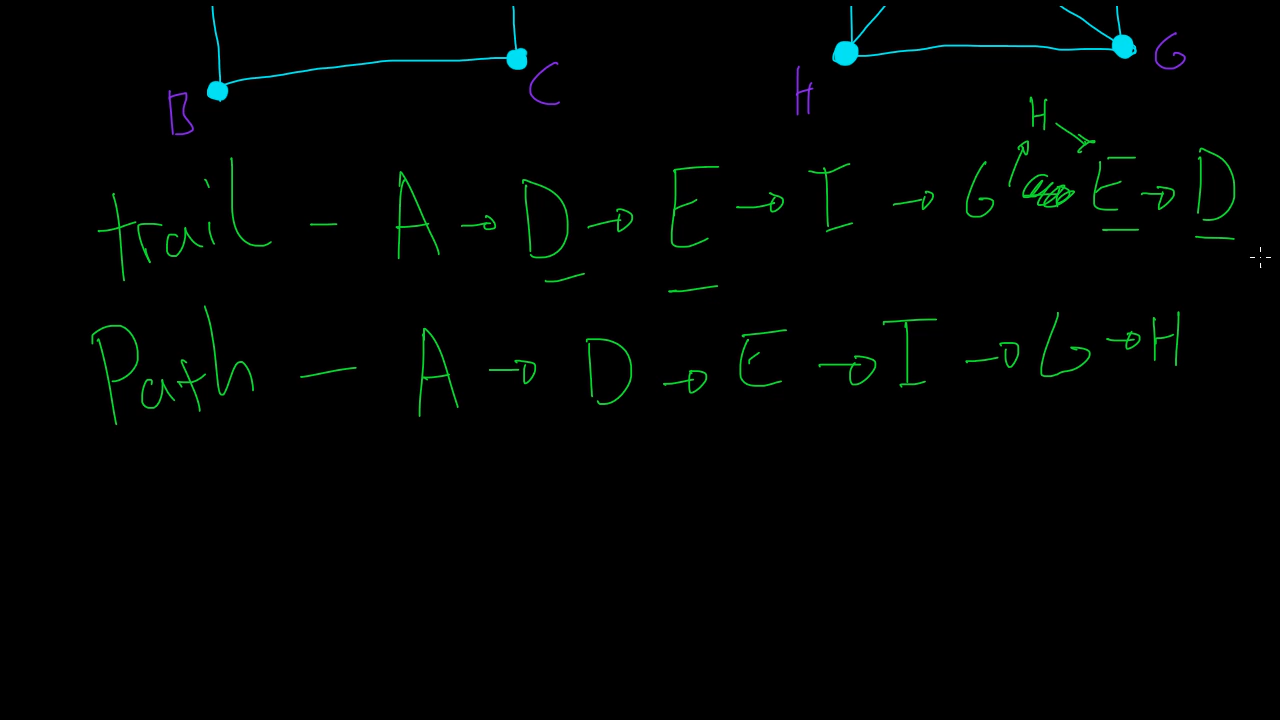 B C H G
H
trail - A → D → E → I → G E → D
Path - A → D → E → I → G → H